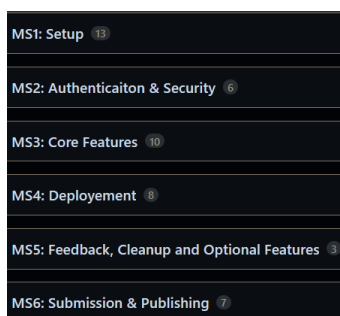 MS1: Setup 13
MS2: Authenticaiton & Security 6
MS3: Core Features 10
MS4: Deployement 8
MS5: Feedback, Cleanup and Optional Features 3
MS6: Submission & Publishing 7